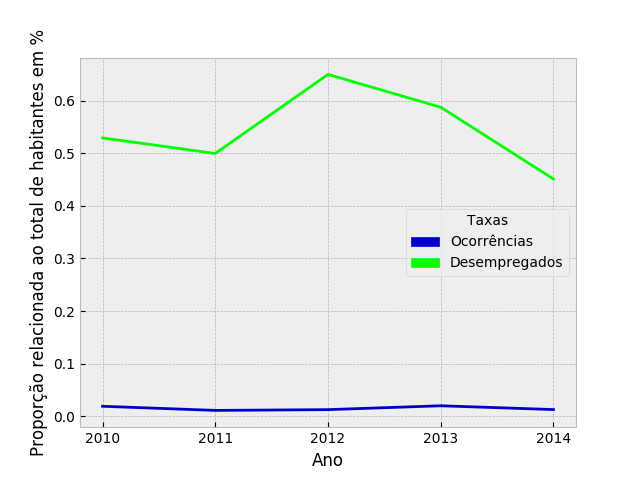 Proporção relacionada ao total de habitantes em %
0.6
0.5
0.4
0.3
0.2
0.1
0.0
Taxas
Ocorrências
Desempregados
2010 2011 2012 2013 2014
Ano